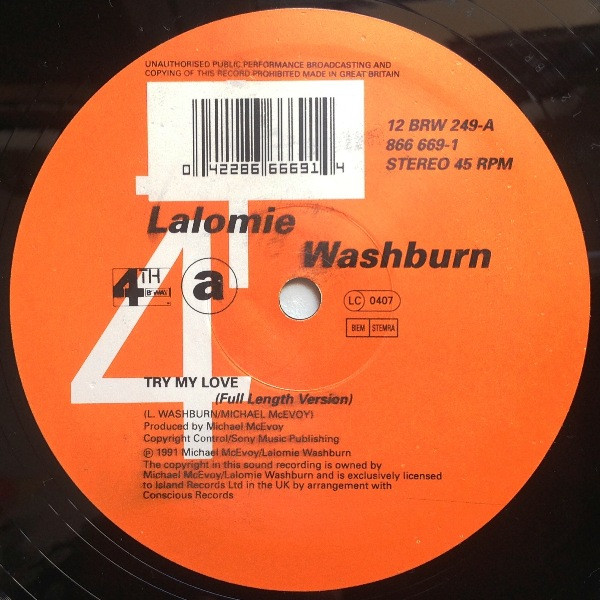 UNAUTHORISED PUBLIC PERFORMANCE BROADCASTING AND
COPYING OF THIS RECORD PROHIBITED MADE IN GREAT BRITAIN
0 42286 66691 4
12 BRW 249-A
866 669-1
STEREO 45 RPM
Lalomie
Washburn
4TH
a
LC 0407
BIEM STEMRA
TRY MY LOVE
(Full Length Version)
(L. WASHBURN/MICHAEL McEVOY)
Produced by Michael McEvoy
Copyright Control/Sony Music Publishing
℗ 1991 Michael McEvoy/Lalomie Washburn
The copyright in this sound recording is owned by
Michael McEvoy/Lalomie Washburn and is exclusively licensed
to Island Records Ltd in the UK by arrangement with
Conscious Records